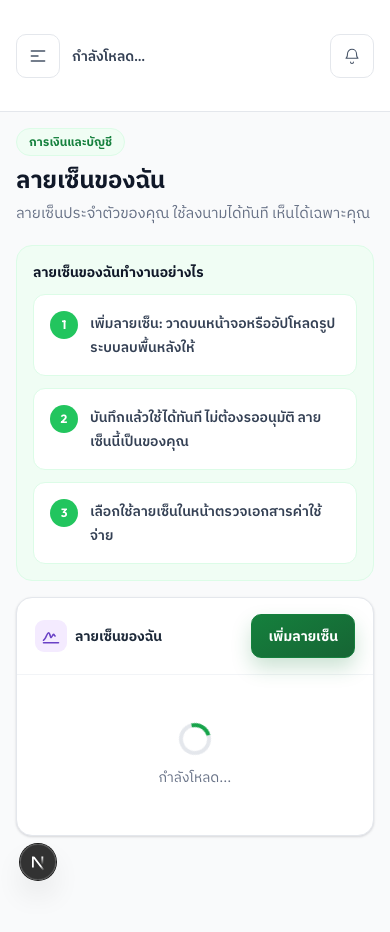 กำลังโหลด...
การเงินและบัญชี
ลายเซ็นของฉัน
ลายเซ็นประจำตัวของคุณ ใช้ลงนามได้ทันที เห็นได้เฉพาะคุณ
ลายเซ็นของฉันทำงานอย่างไร
1
เพิ่มลายเซ็น: วาดบนหน้าจอหรืออัปโหลดรูป
ระบบลบพื้นหลังให้
2
บันทึกแล้วใช้ได้ทันที ไม่ต้องรออนุมัติ ลาย
เซ็นนี้เป็นของคุณ
3
เลือกใช้ลายเซ็นในหน้าตรวจเอกสารค่าใช้
จ่าย
ลายเซ็นของฉัน
เพิ่มลายเซ็น
กำลังโหลด...
N